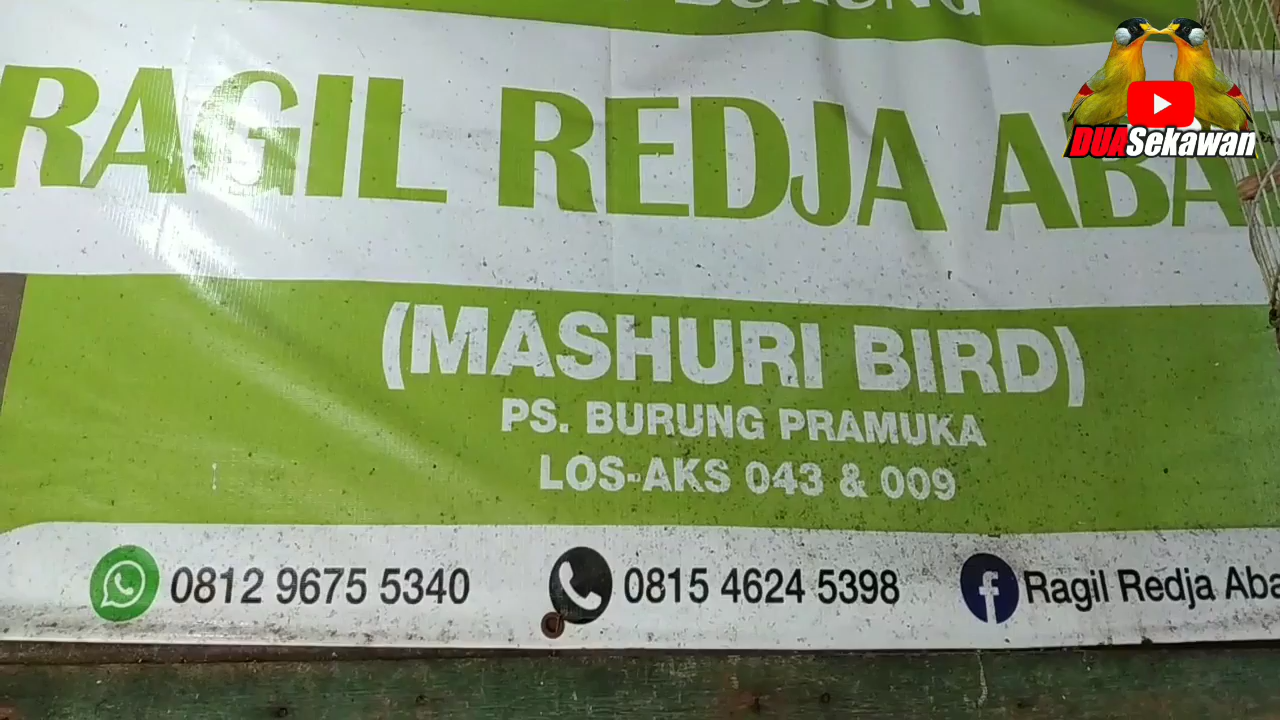 BURUNG
RAGIL REDJA ABA
DUASekawan
(MASHURI BIRD)
PS. BURUNG PRAMUKA
LOS-AKS 043 & 009
0812 9675 5340
0815 4624 5398
Ragil Redja Aba